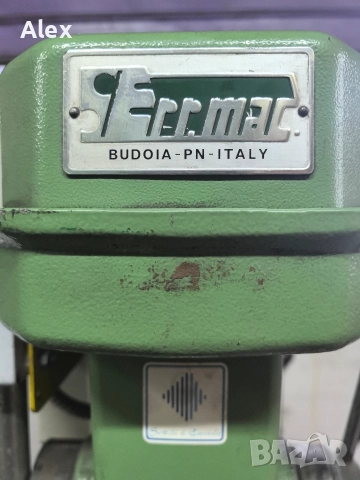 Alex
Fer.mac.
BUDOIA-PN-ITALY
BAZAR